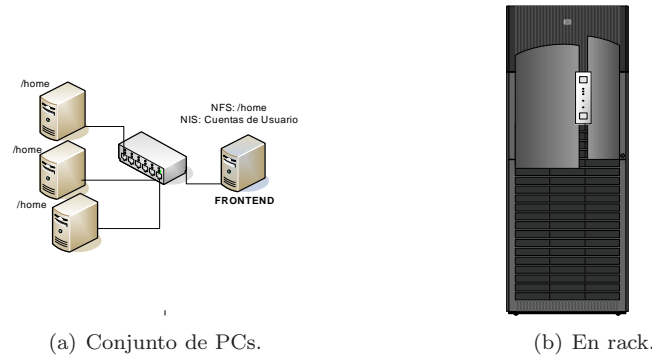 /home
/home
/home
NFS: /home
NIS: Cuentas de Usuario
FRONTEND
(a) Conjunto de PCs.
(b) En rack.